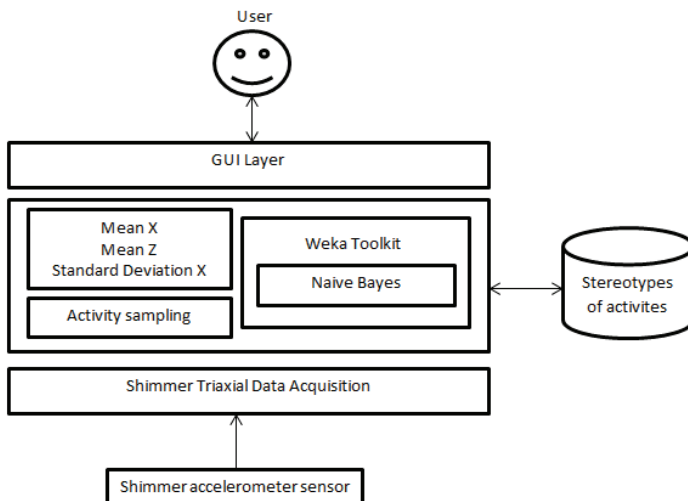 User
GUI Layer
Mean X
Mean Z
Standard Deviation X
Activity sampling
Weka Toolkit
Naive Bayes
Stereotypes
of activites
Shimmer Triaxial Data Acquisition
Shimmer accelerometer sensor